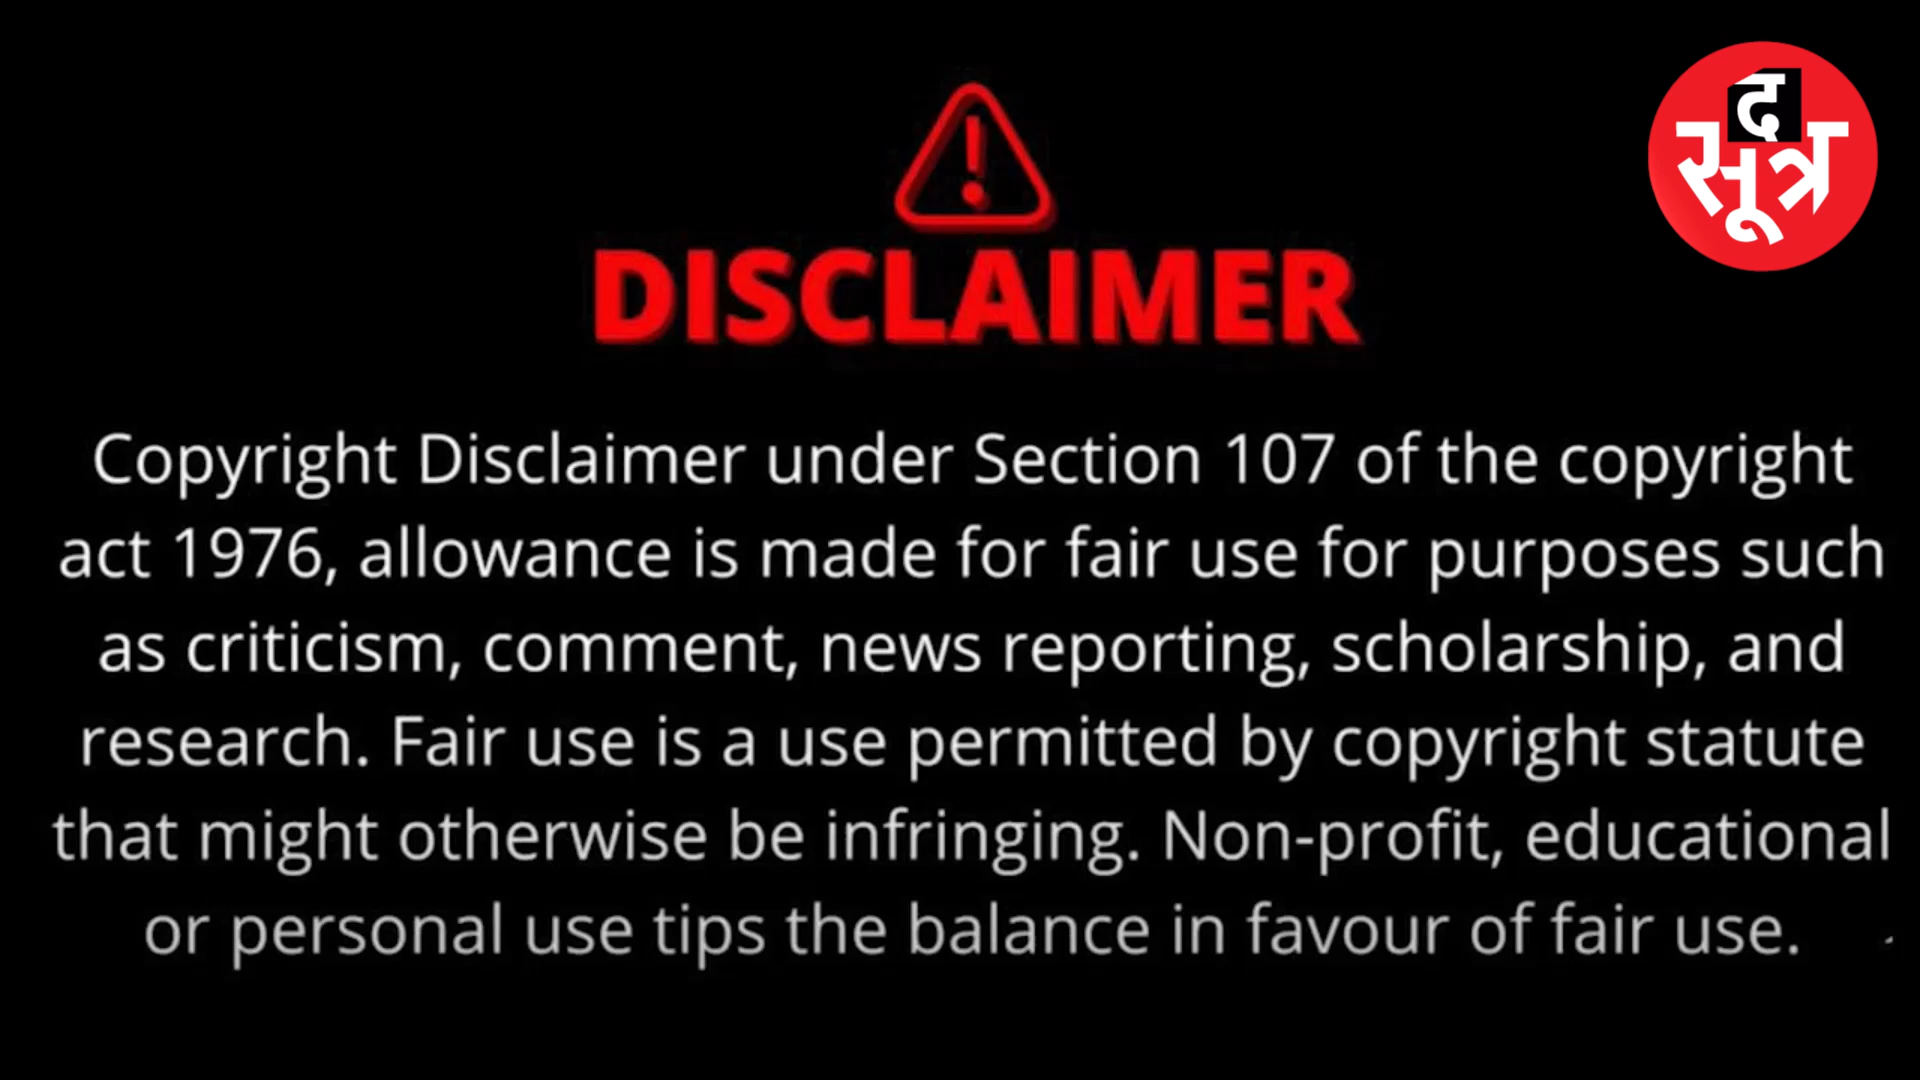 द
सूत्र
DISCLAIMER
Copyright Disclaimer under Section 107 of the copyright
act 1976, allowance is made for fair use for purposes such
as criticism, comment, news reporting, scholarship, and
research. Fair use is a use permitted by copyright statute
that might otherwise be infringing. Non-profit, educational
or personal use tips the balance in favour of fair use.